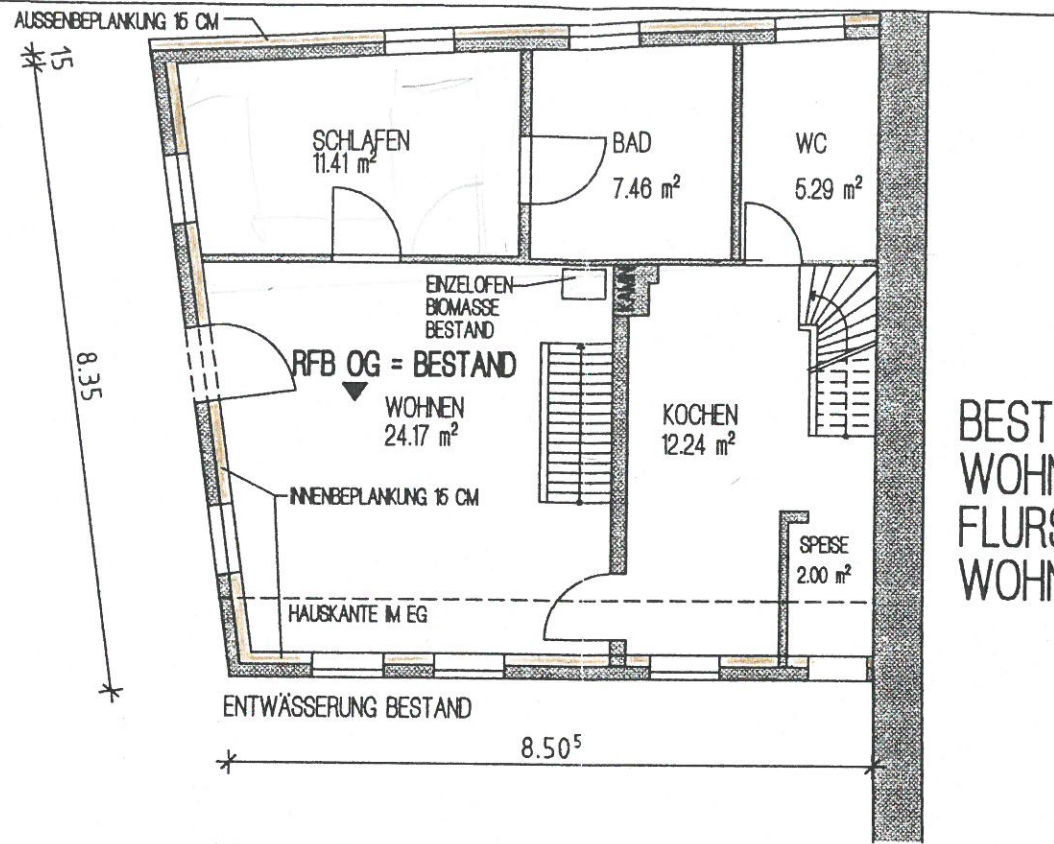 AUSSENBEPLANKUNG 15 CM
15
SCHLAFEN
11.41 m²
BAD
7.46 m²
WC
5.29 m²
EINZELOFEN
BIOMASSE
BESTAND
KAMIN
RFB OG = BESTAND
8.35
WOHNEN
24.17 m²
KOCHEN
12.24 m²
BEST
WOHN
FLURS
WOHN
INNENBEPLANKUNG 15 CM
SPEISE
2.00 m²
HAUSKANTE IM EG
ENTWÄSSERUNG BESTAND
8.50⁵